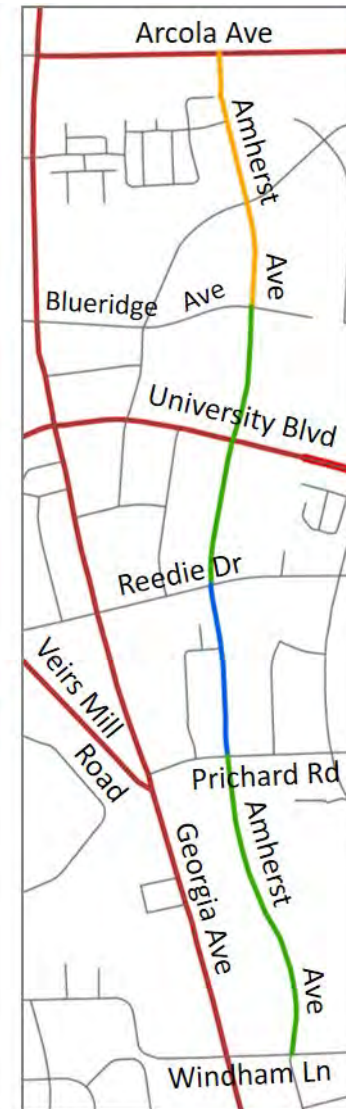 Arcola Ave
Amherst
Ave
Blueridge Ave
University Blvd
Reedie Dr
Veirs Mill
Road
Prichard Rd
Amherst
Ave
Georgia Ave
Windham Ln